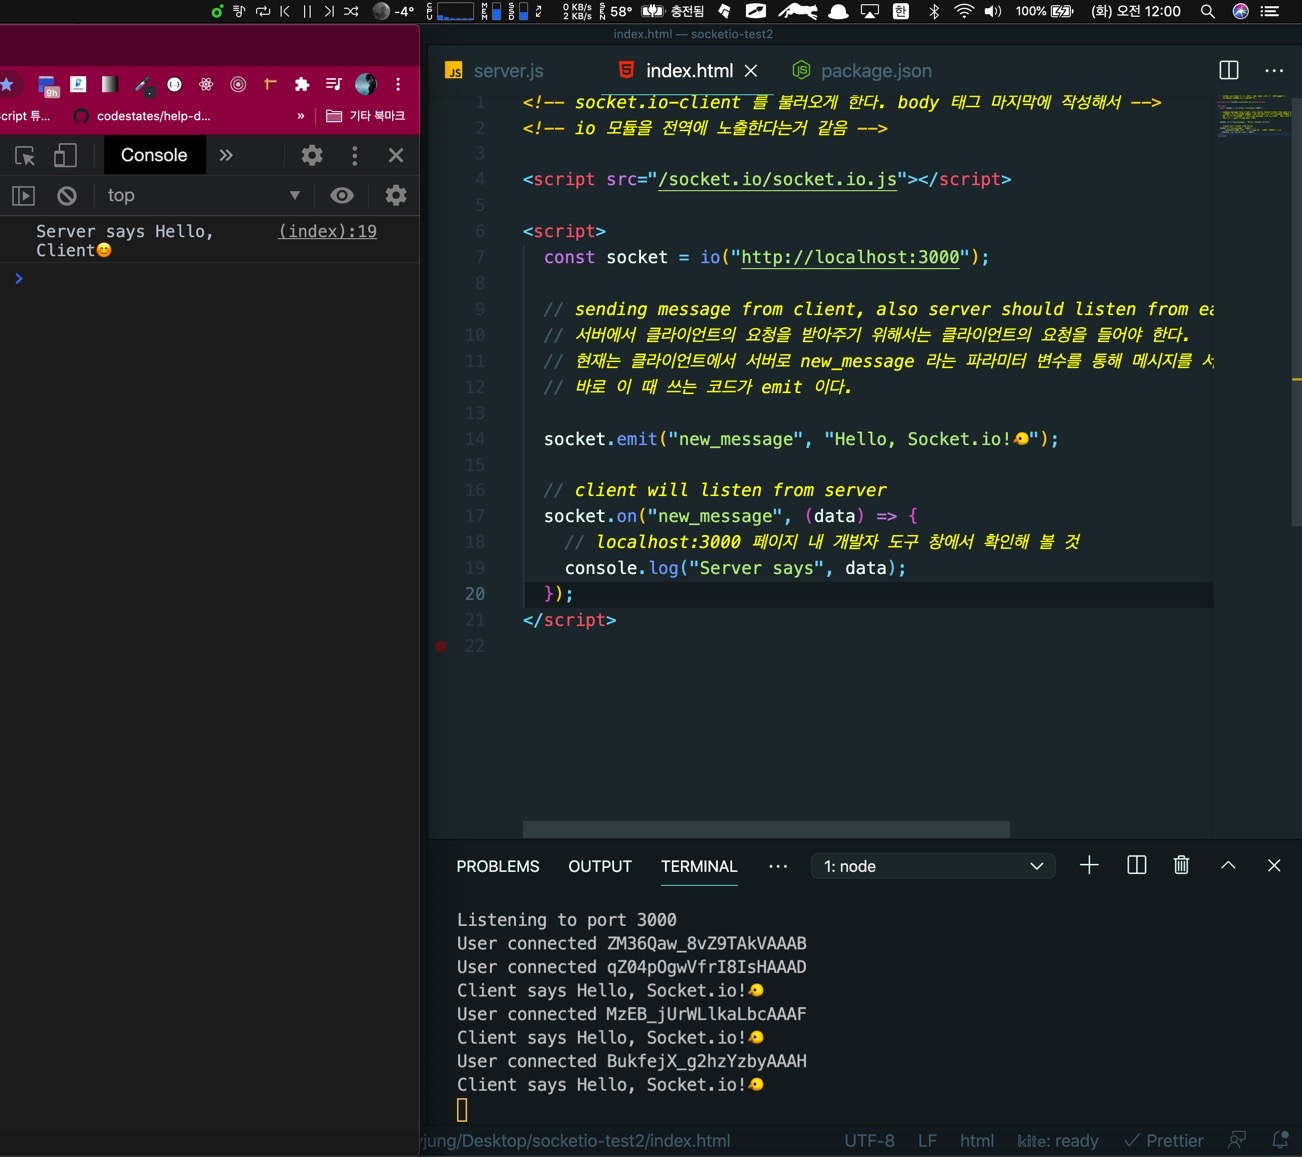 -4°
CPU
MEM
SSD
0 KB/s
2 KB/s
SEN
58°
충전됨
한
100%
(화) 오전 12:00
index.html — socketio-test2
9h
cript 튜...
codestates/help-d...
»
기타 북마크
Console
»
top
Server says Hello, Client😊
(index):19
>
JS server.js
index.html
package.json
1 <!-- socket.io-client 를 불러오게 한다. body 태그 마지막에 작성해서 -->
2 <!-- io 모듈을 전역에 노출한다는거 같음 -->
3
4 <script src="/socket.io/socket.io.js"></script>
5
6 <script>
7 const socket = io("http://localhost:3000");
8
9 // sending message from client, also server should listen from ea
10 // 서버에서 클라이언트의 요청을 받아주기 위해서는 클라이언트의 요청을 들어야 한다.
11 // 현재는 클라이언트에서 서버로 new_message 라는 파라미터 변수를 통해 메시지를 서
12 // 바로 이 때 쓰는 코드가 emit 이다.
13
14 socket.emit("new_message", "Hello, Socket.io!🐤");
15
16 // client will listen from server
17 socket.on("new_message", (data) => {
18 // localhost:3000 페이지 내 개발자 도구 창에서 확인해 볼 것
19 console.log("Server says", data);
20 });
21 </script>
22
PROBLEMS OUTPUT TERMINAL ··· 1: node
Listening to port 3000
User connected ZM36Qaw_8vZ9TAkVAAAB
User connected qZ04pOgwVfrI8IsHAAAD
Client says Hello, Socket.io!🐤
User connected MzEB_jUrWLlkaLbcAAAF
Client says Hello, Socket.io!🐤
User connected BukfejX_g2hzYzbyAAAH
Client says Hello, Socket.io!🐤
jung/Desktop/socketio-test2/index.html
UTF-8 LF html kite: ready Prettier